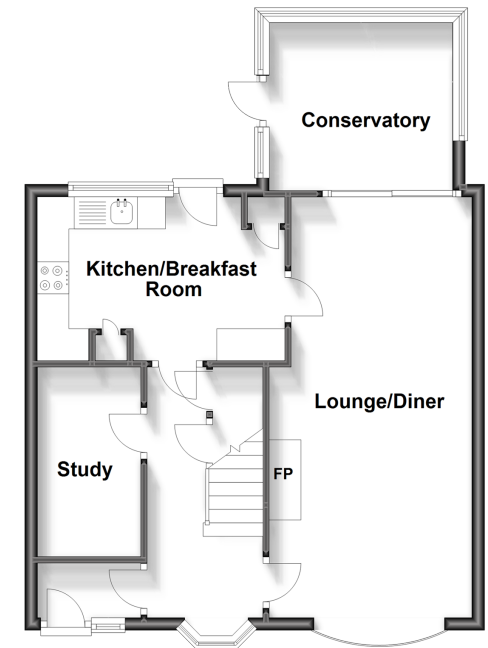 Conservatory
Kitchen/Breakfast
Room
Lounge/Diner
Study
FP